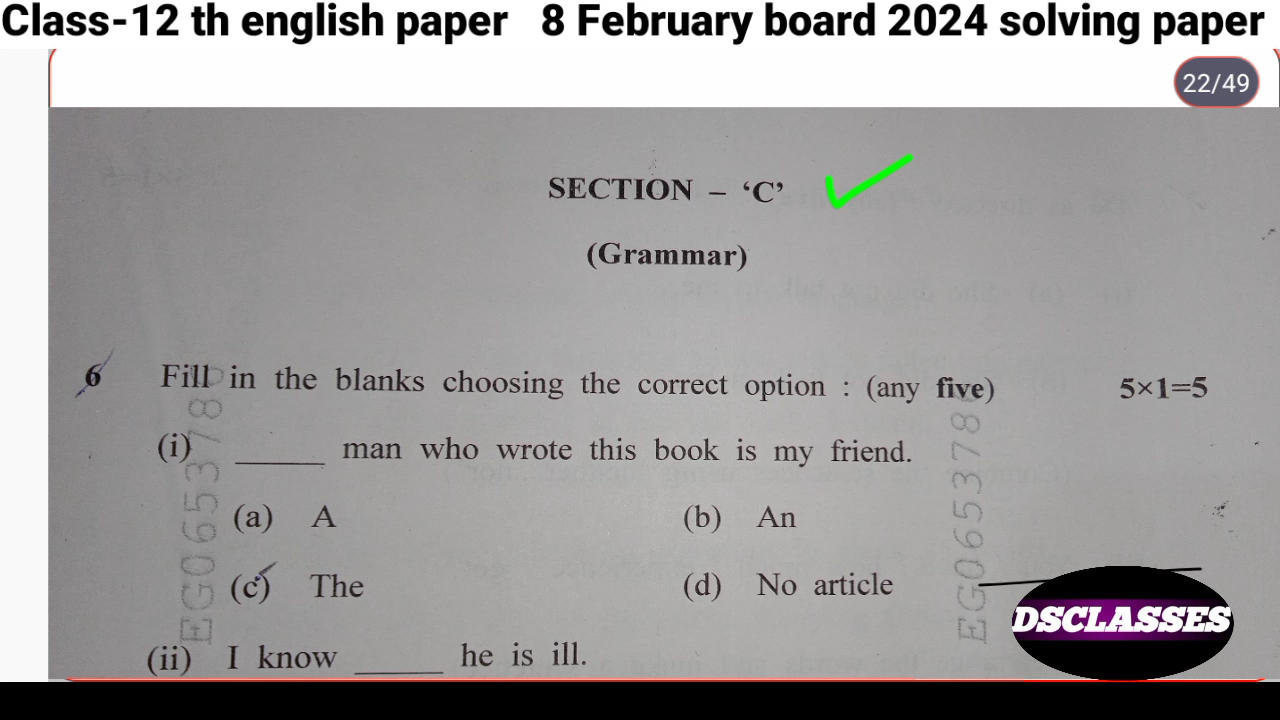 Class-12 th english paper 8 February board 2024 solving paper
22/49
SECTION – ‘C’
(Grammar)
6 Fill in the blanks choosing the correct option : (any five) 5×1=5
(i) ______ man who wrote this book is my friend.
(a) A (b) An
(c) The (d) No article
(ii) I know ______ he is ill.
DSCLASSES